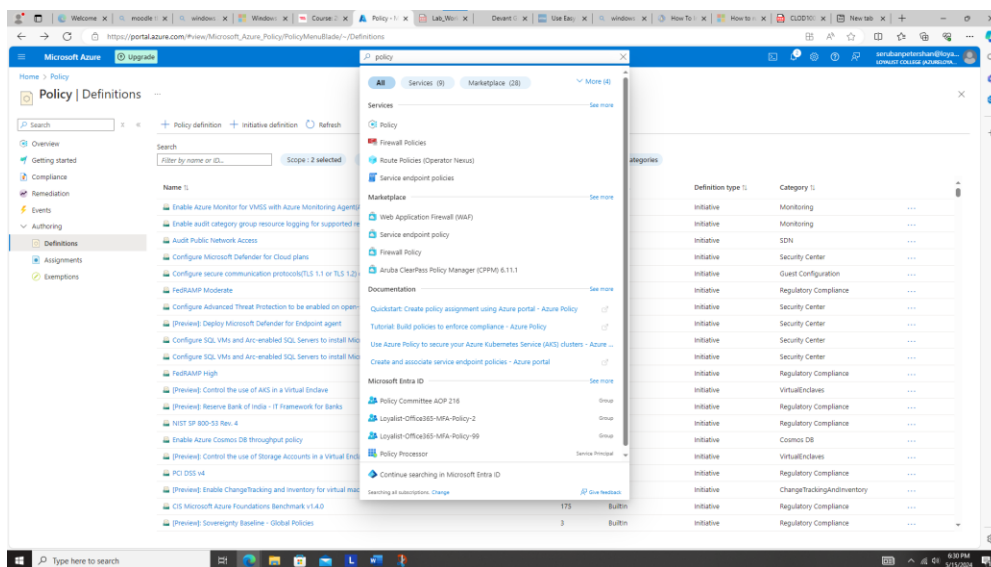 Welcome
moodle l
windows
Window
Course: 2
Policy - M
Lab_Wor
Devant G
Use Easy
windows
How To I
How to in
CLOD10
New tab
https://portal.azure.com/#view/Microsoft_Azure_Policy/PolicyMenuBlade/~/Definitions
Microsoft Azure
Upgrade
policy
serubanpetershan@loya...
LOYALIST COLLEGE (AZURELOYA...
Home > Policy
Policy | Definitions
Search
Overview
Getting started
Compliance
Remediation
Events
Authoring
Definitions
Assignments
Exemptions
+ Policy definition + Initiative definition Refresh
Search
Filter by name or ID...
Scope : 2 selected
ategories
All
Services (9)
Marketplace (28)
More (4)
Services
See more
Policy
Firewall Policies
Route Policies (Operator Nexus)
Service endpoint policies
Marketplace
See more
Web Application Firewall (WAF)
Service endpoint policy
Firewall Policy
Aruba ClearPass Policy Manager (CPPM) 6.11.1
Documentation
See more
Quickstart: Create policy assignment using Azure portal - Azure Policy
Tutorial: Build policies to enforce compliance - Azure Policy
Use Azure Policy to secure your Azure Kubernetes Service (AKS) clusters - Azure ...
Create and associate service endpoint policies - Azure portal
Microsoft Entra ID
See more
Policy Committee AOP 216
Group
Loyalist-Office365-MFA-Policy-2
Group
Loyalist-Office365-MFA-Policy-99
Group
Policy Processor
Service Principal
Continue searching in Microsoft Entra ID
Searching all subscriptions. Change
Give feedback
Name
Definition type
Category
Enable Azure Monitor for VMSS with Azure Monitoring Agent(
Initiative
Monitoring
Enable audit category group resource logging for supported re
Initiative
Monitoring
Audit Public Network Access
Initiative
SDN
Configure Microsoft Defender for Cloud plans
Initiative
Security Center
Configure secure communication protocols(TLS 1.1 or TLS 1.2)
Initiative
Guest Configuration
FedRAMP Moderate
Initiative
Regulatory Compliance
Configure Advanced Threat Protection to be enabled on open-
Initiative
Security Center
[Preview]: Deploy Microsoft Defender for Endpoint agent
Initiative
Security Center
Configure SQL VMs and Arc-enabled SQL Servers to install Mic
Initiative
Security Center
Configure SQL VMs and Arc-enabled SQL Servers to install Mic
Initiative
Security Center
FedRAMP High
Initiative
Regulatory Compliance
[Preview]: Control the use of AKS in a Virtual Enclave
Initiative
VirtualEnclaves
[Preview]: Reserve Bank of India - IT Framework for Banks
Initiative
Regulatory Compliance
NIST SP 800-53 Rev. 4
Initiative
Regulatory Compliance
Enable Azure Cosmos DB throughput policy
Initiative
Cosmos DB
[Preview]: Control the use of Storage Accounts in a Virtual Encl
Initiative
VirtualEnclaves
PCI DSS v4
Initiative
Regulatory Compliance
[Preview]: Enable ChangeTracking and Inventory for virtual mac
Initiative
ChangeTrackingAndInventory
CIS Microsoft Azure Foundations Benchmark v1.4.0
173
BuiltIn
Initiative
Regulatory Compliance
[Preview]: Sovereignty Baseline - Global Policies
3
BuiltIn
Initiative
Regulatory Compliance
Type here to search
6:30 PM
5/15/2024